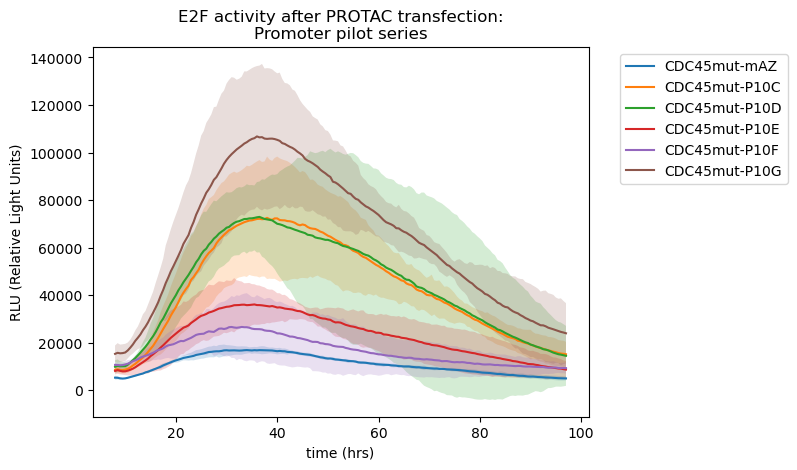 E2F activity after PROTAC transfection:
Promoter pilot series
140000
120000
100000
80000
60000
40000
20000
0
RLU (Relative Light Units)
20
40
60
80
100
time (hrs)
CDC45mut-mAZ
CDC45mut-P10C
CDC45mut-P10D
CDC45mut-P10E
CDC45mut-P10F
CDC45mut-P10G